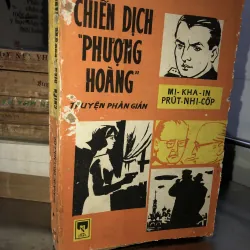 CHIẾN DỊCH
"PHƯỢNG
HOÀNG"
TRUYỆN PHẢN GIÁN
MI-KHA-IN
PRÚT-NHI-CỐP